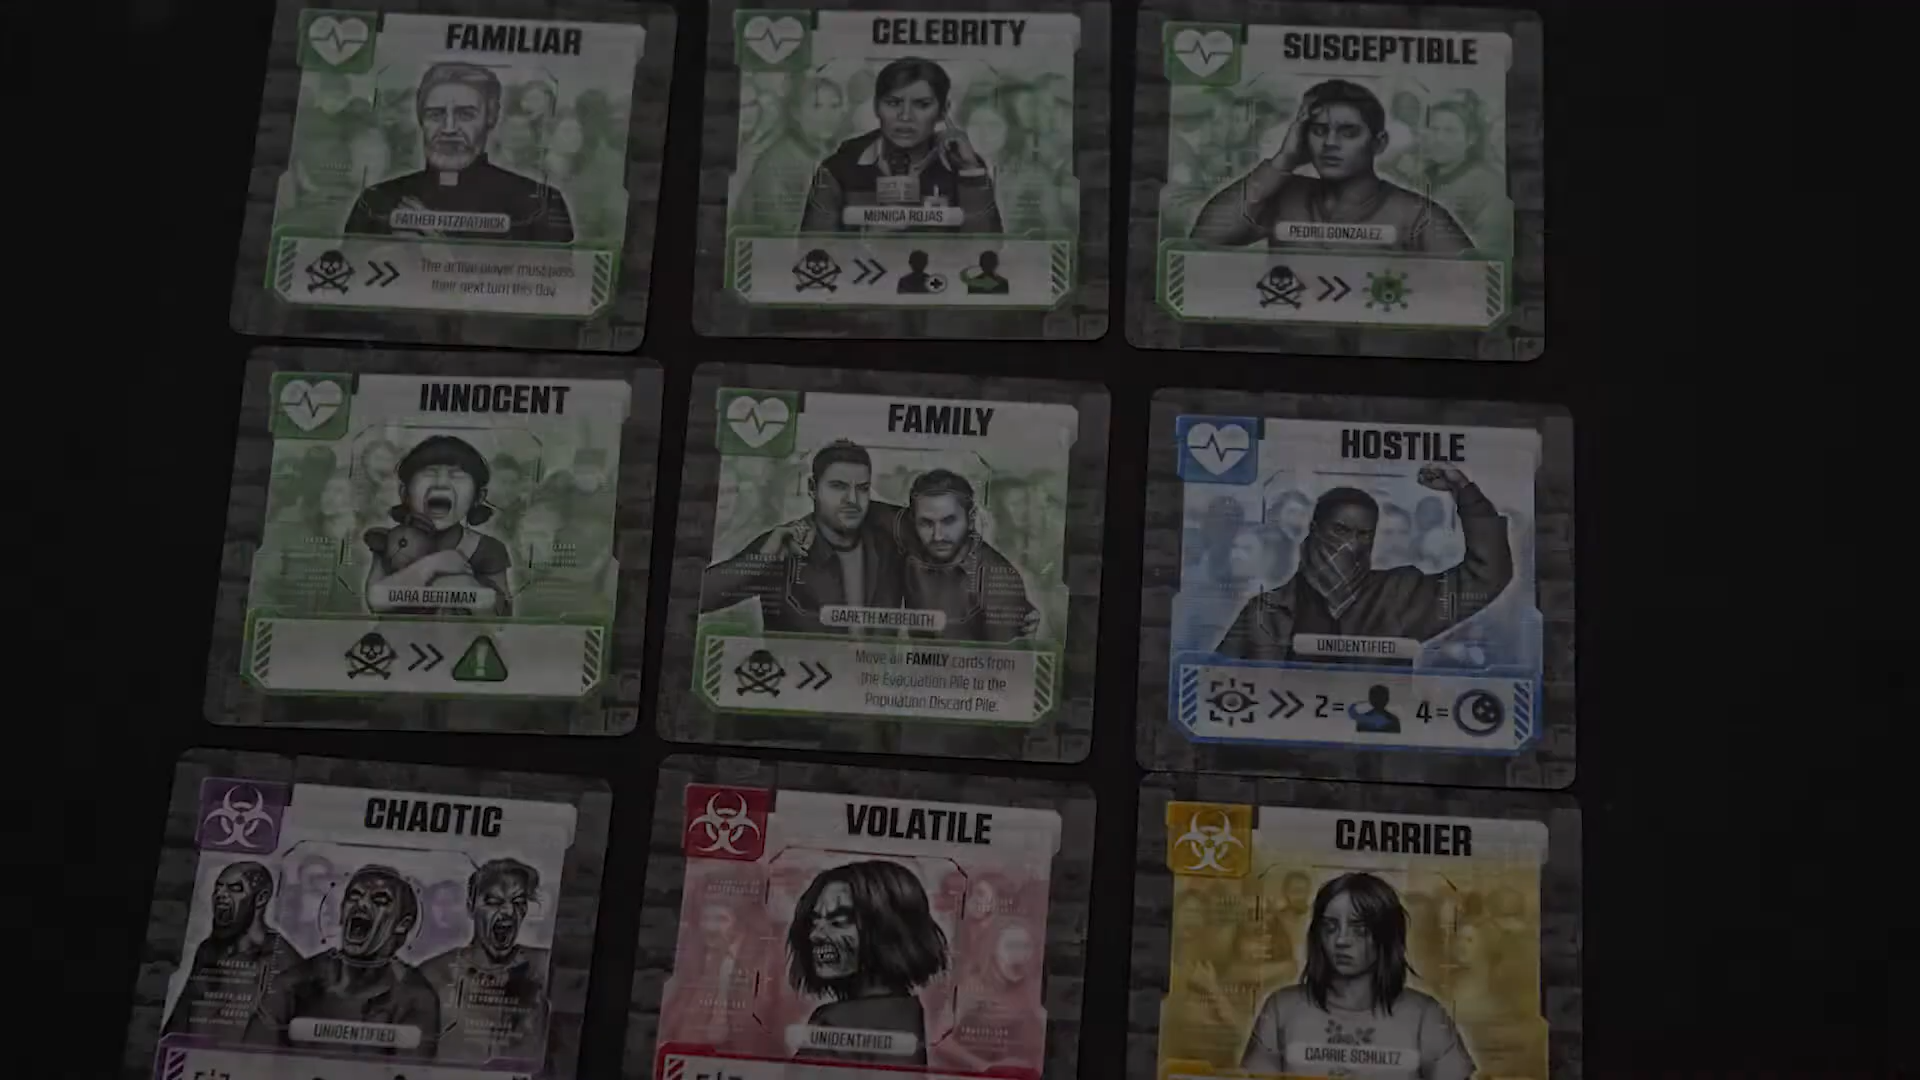 FAMILIAR
FATHER FITZPATRICK
The active player must pass
their next turn this Day
CELEBRITY
MONICA ROJAS
SUSCEPTIBLE
PEDRO GONZALEZ
INNOCENT
DARA BERTMAN
FAMILY
GARETH MEREDITH
Move all FAMILY cards from
the Evacuation Pile to the
Population Discard Pile.
HOSTILE
UNIDENTIFIED
2= 4=
CHAOTIC
UNIDENTIFIED
VOLATILE
UNIDENTIFIED
CARRIER
CARRIE SCHULTZ